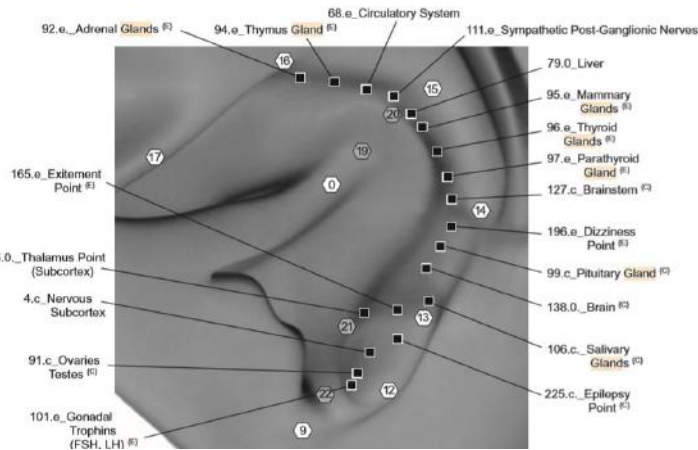 68.e_Circulatory System
92.e._Adrenal Glands (E)
94.e_Thymus Gland (E)
111.e_Sympathetic Post-Ganglionic Nerves
79.0_Liver
95.e_Mammary
Glands (E)
96.e_Thyroid
Glands (E)
97.e_Parathyroid
Gland (E)
127.c_Brainstem (C)
196.e_Dizziness
Point (E)
99.c_Pituitary Gland (C)
138.0._Brain (C)
106.c._Salivary
Glands (C)
225.c._Epilepsy
Point (C)
165.e_Exitement
Point (E)
.0._Thalamus Point
(Subcortex)
4.c_Nervous
Subcortex
91.c_Ovaries
Testes (C)
101.e_Gonadal
Trophins
(FSH, LH) (E)
16
15
20
19
17
0
14
13
21
12
22
9